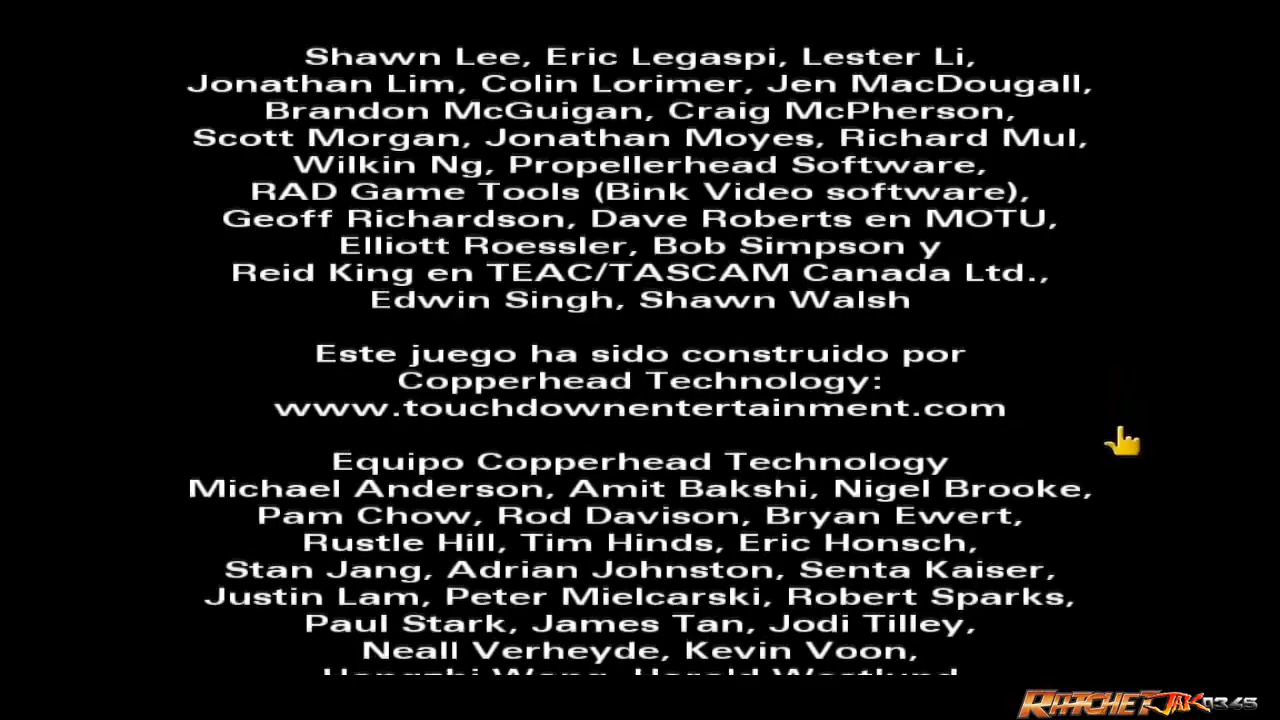 Shawn Lee, Eric Legaspi, Lester Li,
Jonathan Lim, Colin Lorimer, Jen MacDougall,
Brandon McGuigan, Craig McPherson,
Scott Morgan, Jonathan Moyes, Richard Mul,
Wilkin Ng, Propellerhead Software,
RAD Game Tools (Bink Video software),
Geoff Richardson, Dave Roberts en MOTU,
Elliott Roessler, Bob Simpson y
Reid King en TEAC/TASCAM Canada Ltd.,
Edwin Singh, Shawn Walsh
Este juego ha sido construido por
Copperhead Technology:
www.touchdownentertainment.com
Equipo Copperhead Technology
Michael Anderson, Amit Bakshi, Nigel Brooke,
Pam Chow, Rod Davison, Bryan Ewert,
Rustle Hill, Tim Hinds, Eric Honsch,
Stan Jang, Adrian Johnston, Senta Kaiser,
Justin Lam, Peter Mielcarski, Robert Sparks,
Paul Stark, James Tan, Jodi Tilley,
Neall Verheyde, Kevin Voon,
Harold Westlund
RATCHET JAK 1345